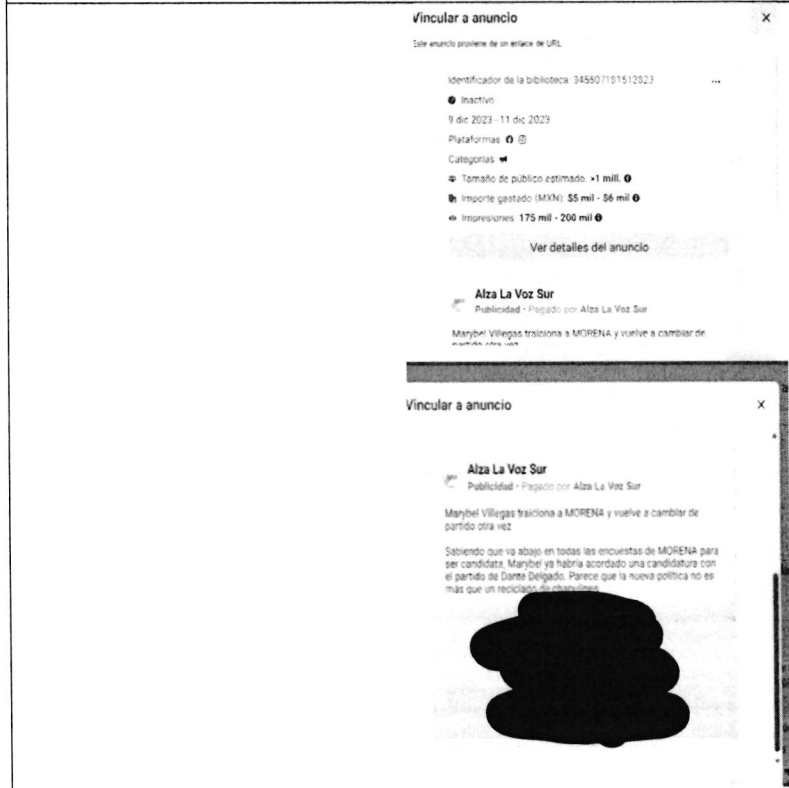 Vincular a anuncio
Este anuncio proviene de un enlace de URL
Identificador de la biblioteca: 345507191512823
Inactivo
9 dic 2023 - 11 dic 2023
Plataformas
Categorías
Tamaño de público estimado: >1 mill.
Importe gastado (MXN): $5 mil - $6 mil
Impresiones: 175 mil - 200 mil
Ver detalles del anuncio
Alza La Voz Sur
Publicidad • Pagado por Alza La Voz Sur
Marybel Villegas traiciona a MORENA y vuelve a cambiar de
partido otra vez
Vincular a anuncio
Alza La Voz Sur
Publicidad • Pagado por Alza La Voz Sur
Marybel Villegas traiciona a MORENA y vuelve a cambiar de
partido otra vez
Sabiendo que va abajo en todas las encuestas de MORENA para
ser candidata, Marybel ya habría acordado una candidatura con
el partido de Dante Delgado. Parece que la nueva política no es
más que un reciclado de chapulines